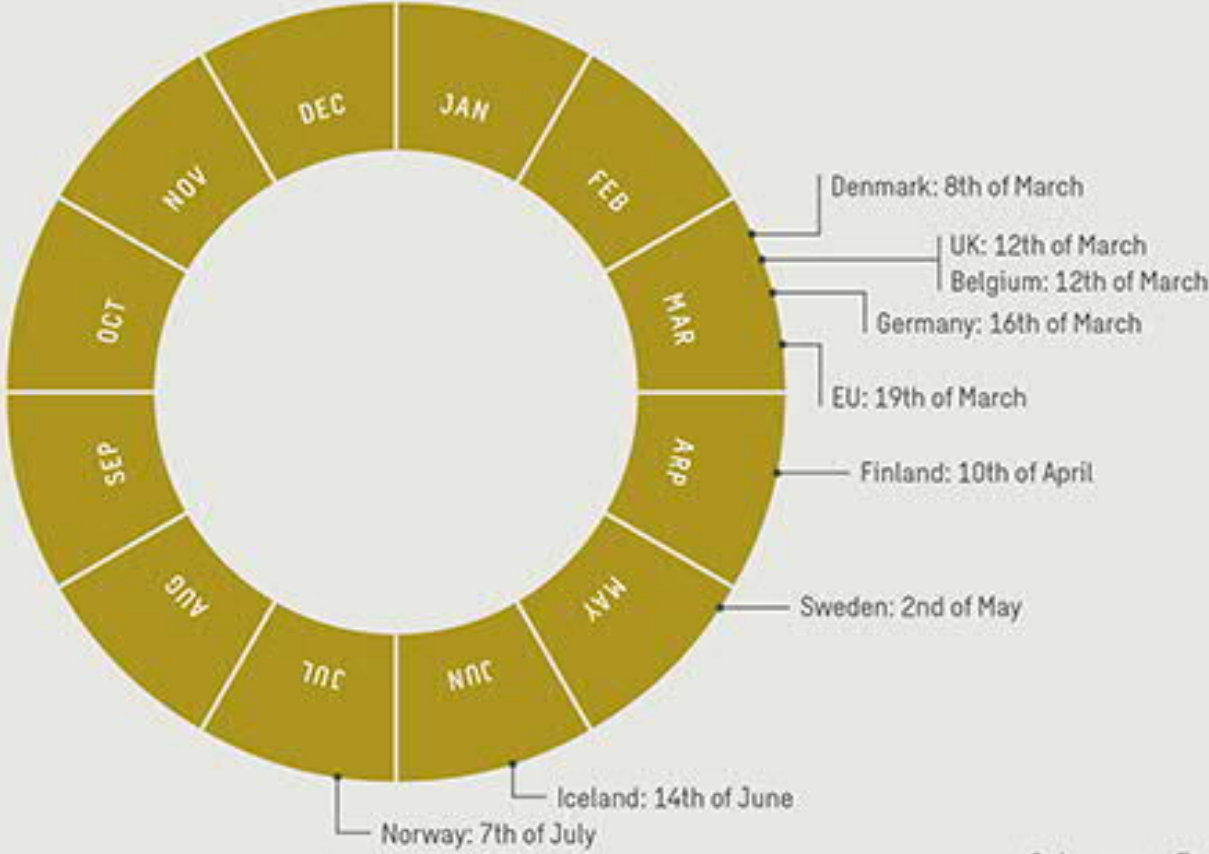 JAN
FEB
MAR
ARP
MAY
JUN
JUL
AUG
SEP
OCT
NOV
DEC
Denmark: 8th of March
UK: 12th of March
Belgium: 12th of March
Germany: 16th of March
EU: 19th of March
Finland: 10th of April
Sweden: 2nd of May
Iceland: 14th of June
Norway: 7th of July